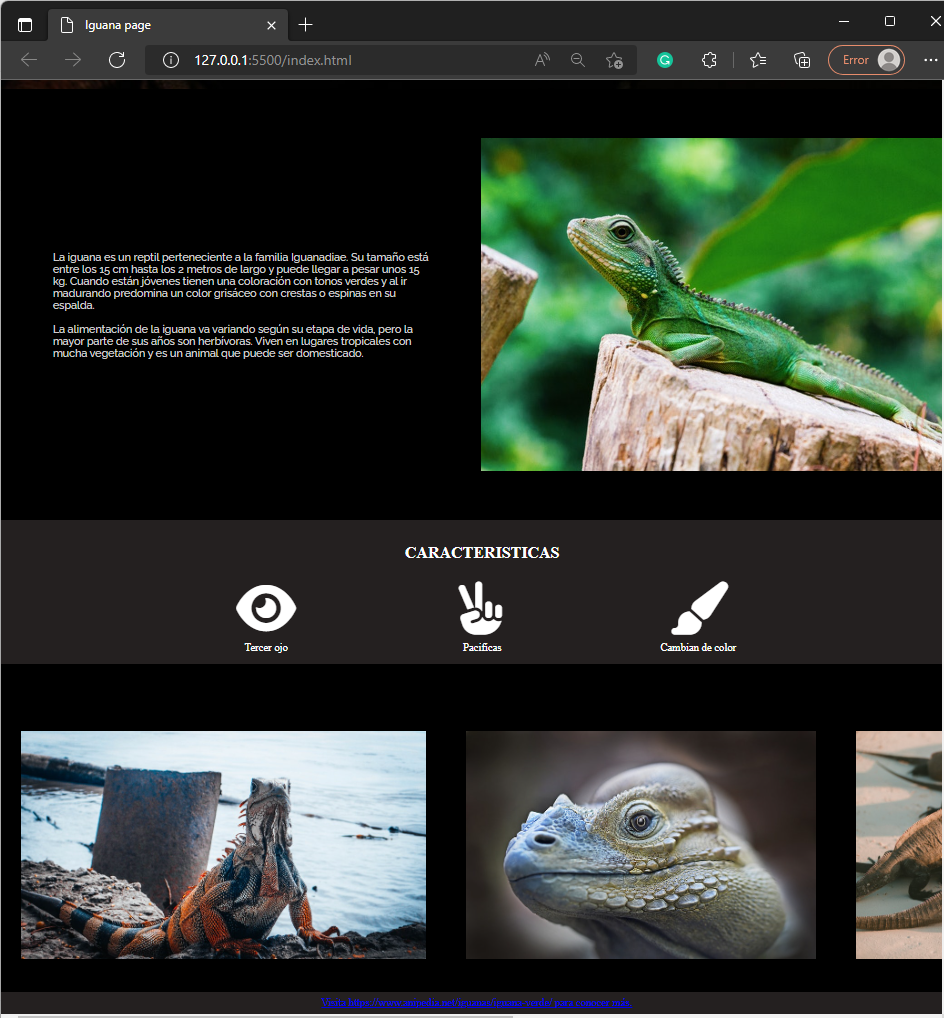 Iguana page
127.0.0.1:5500/index.html
Error
La iguana es un reptil perteneciente a la familia Iguanadiae. Su tamaño está
entre los 15 cm hasta los 2 metros de largo y puede llegar a pesar unos 15
kg. Cuando están jóvenes tienen una coloración con tonos verdes y al ir
madurando predomina un color grisáceo con crestas o espinas en su
espalda.
La alimentación de la iguana va variando según su etapa de vida, pero la
mayor parte de sus años son herbívoras. Viven en lugares tropicales con
mucha vegetación y es un animal que puede ser domesticado.
CARACTERISTICAS
Tercer ojo
Pacificas
Cambian de color